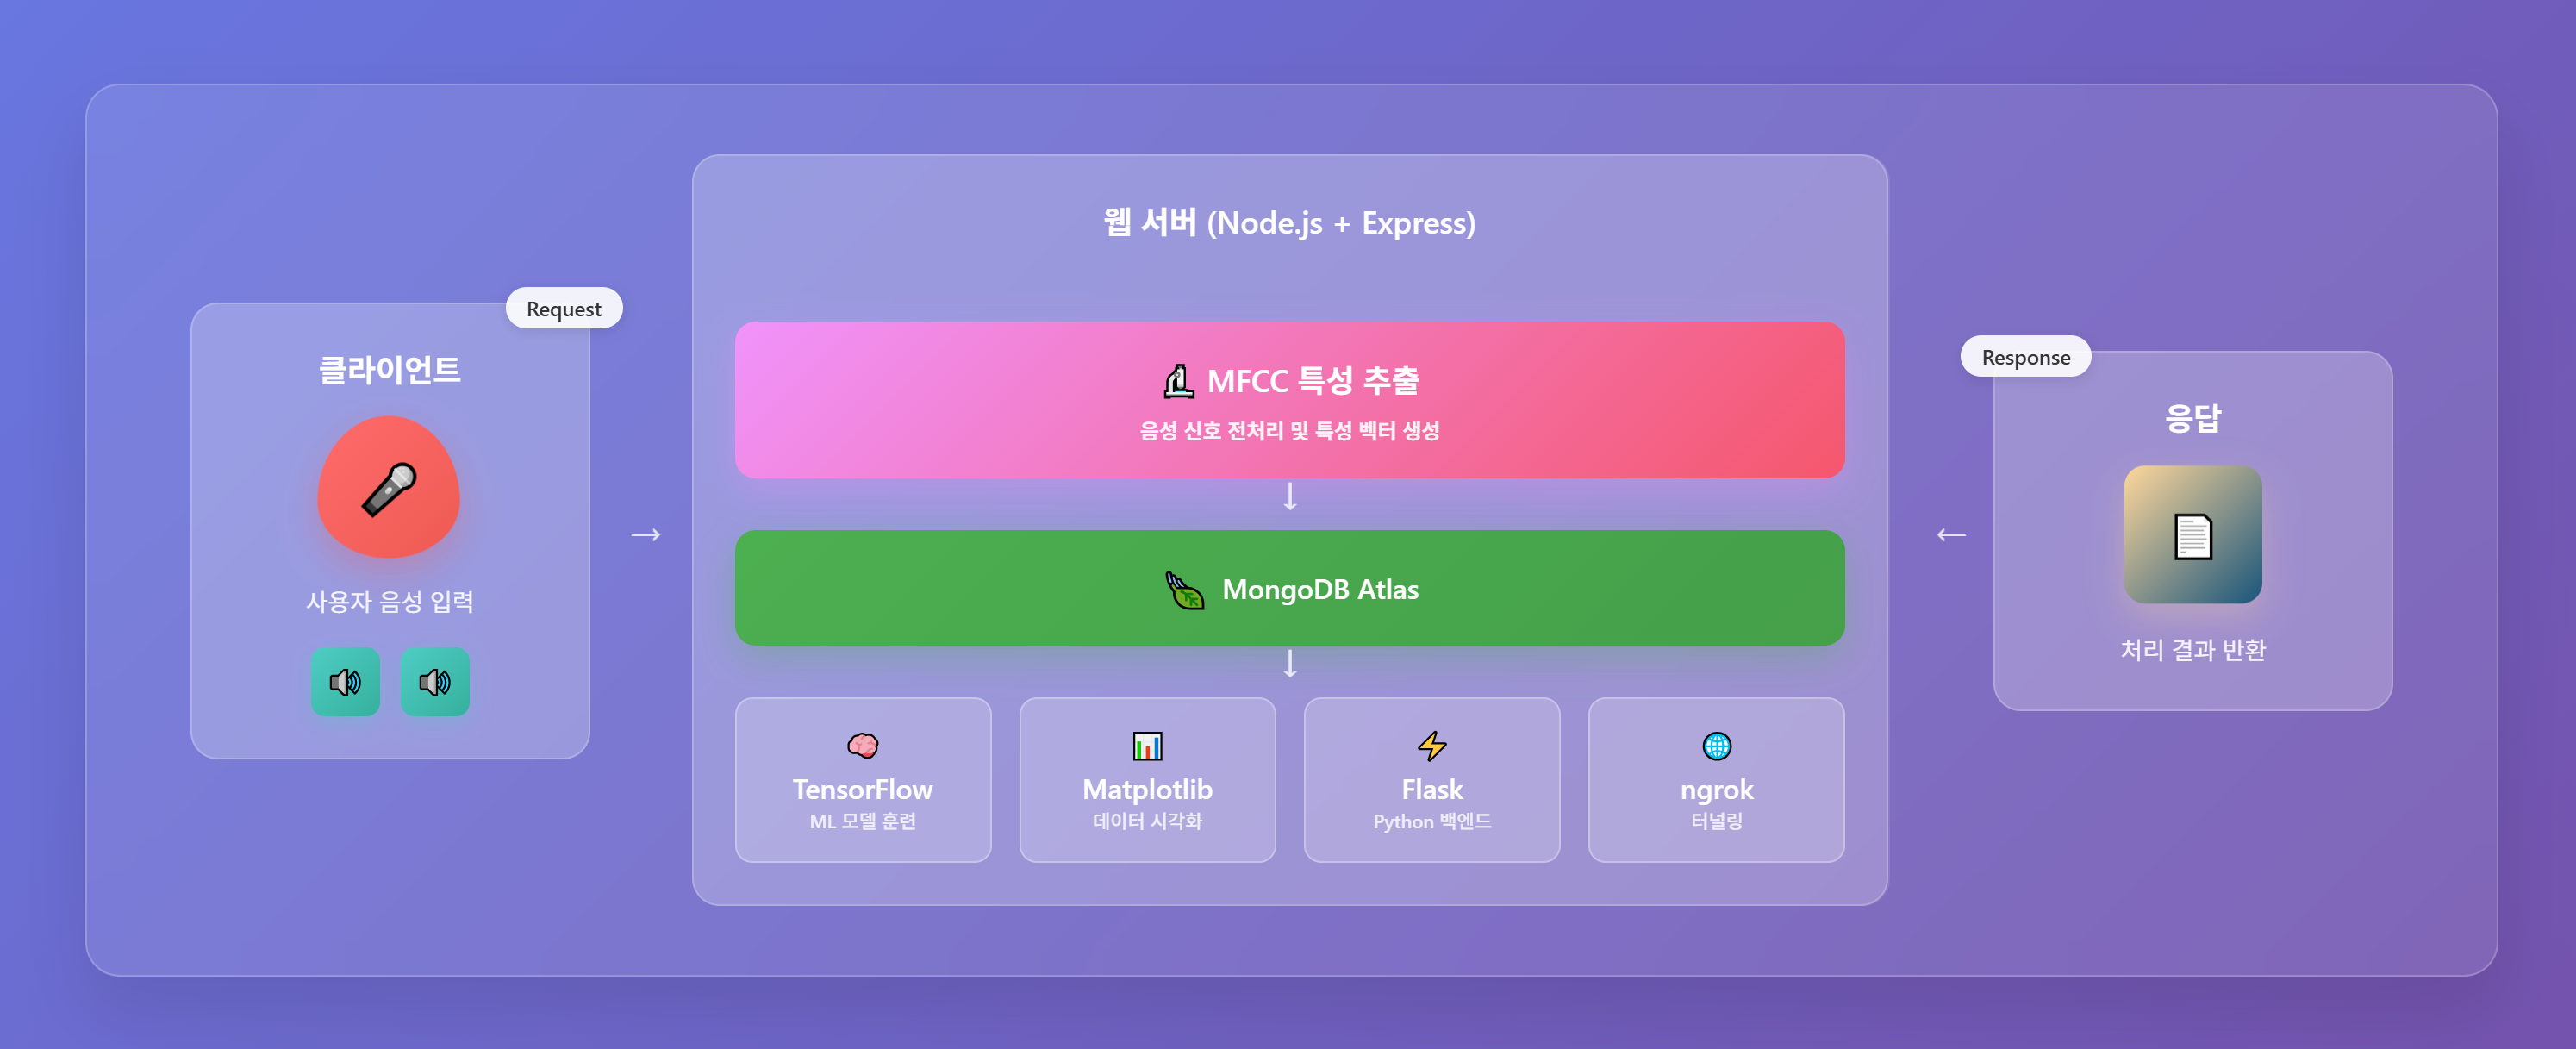 Request
클라이언트
사용자 음성 입력
웹 서버 (Node.js + Express)
MFCC 특성 추출
음성 신호 전처리 및 특성 벡터 생성
↓
MongoDB Atlas
↓
TensorFlow
ML 모델 훈련
Matplotlib
데이터 시각화
Flask
Python 백엔드
ngrok
터널링
Response
응답
처리 결과 반환